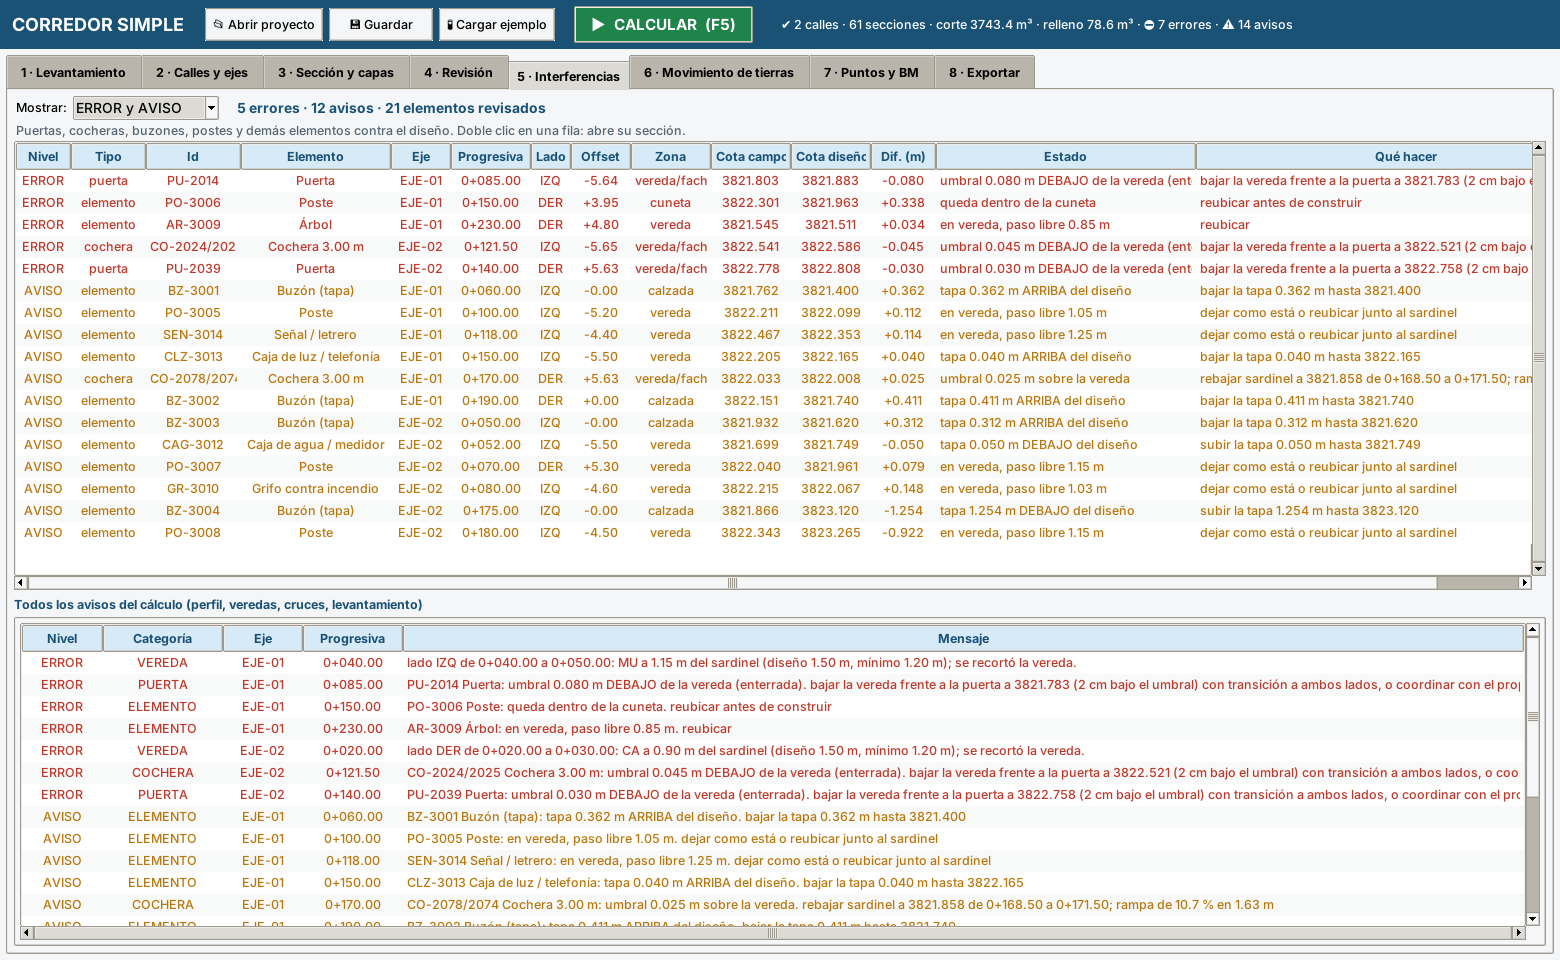 CORREDOR SIMPLE
📂 Abrir proyecto
💾 Guardar
🧪 Cargar ejemplo
▶ CALCULAR (F5)
✔ 2 calles · 61 secciones · corte 3743.4 m³ · relleno 78.6 m³ · ⛔ 7 errores · ⚠ 14 avisos
1 · Levantamiento
2 · Calles y ejes
3 · Sección y capas
4 · Revisión
5 · Interferencias
6 · Movimiento de tierras
7 · Puntos y BM
8 · Exportar
Mostrar: ERROR y AVISO
5 errores · 12 avisos · 21 elementos revisados
Puertas, cocheras, buzones, postes y demás elementos contra el diseño. Doble clic en una fila: abre su sección.
Nivel Tipo Id Elemento Eje Progresiva Lado Offset Zona Cota campo Cota diseño Dif. (m) Estado Qué hacer
ERROR puerta PU-2014 Puerta EJE-01 0+085.00 IZQ -5.64 vereda/fach 3821.803 3821.883 -0.080 umbral 0.080 m DEBAJO de la vereda (ent bajar la vereda frente a la puerta a 3821.783 (2 cm bajo e
ERROR elemento PO-3006 Poste EJE-01 0+150.00 DER +3.95 cuneta 3822.301 3821.963 +0.338 queda dentro de la cuneta reubicar antes de construir
ERROR elemento AR-3009 Árbol EJE-01 0+230.00 DER +4.80 vereda 3821.545 3821.511 +0.034 en vereda, paso libre 0.85 m reubicar
ERROR cochera CO-2024/202 Cochera 3.00 m EJE-02 0+121.50 IZQ -5.65 vereda/fach 3822.541 3822.586 -0.045 umbral 0.045 m DEBAJO de la vereda (ent bajar la vereda frente a la puerta a 3822.521 (2 cm bajo e
ERROR puerta PU-2039 Puerta EJE-02 0+140.00 DER +5.63 vereda/fach 3822.778 3822.808 -0.030 umbral 0.030 m DEBAJO de la vereda (ent bajar la vereda frente a la puerta a 3822.758 (2 cm bajo
AVISO elemento BZ-3001 Buzón (tapa) EJE-01 0+060.00 IZQ -0.00 calzada 3821.762 3821.400 +0.362 tapa 0.362 m ARRIBA del diseño bajar la tapa 0.362 m hasta 3821.400
AVISO elemento PO-3005 Poste EJE-01 0+100.00 IZQ -5.20 vereda 3822.211 3822.099 +0.112 en vereda, paso libre 1.05 m dejar como está o reubicar junto al sardinel
AVISO elemento SEN-3014 Señal / letrero EJE-01 0+118.00 IZQ -4.40 vereda 3822.467 3822.353 +0.114 en vereda, paso libre 1.25 m dejar como está o reubicar junto al sardinel
AVISO elemento CLZ-3013 Caja de luz / telefonía EJE-01 0+150.00 IZQ -5.50 vereda 3822.205 3822.165 +0.040 tapa 0.040 m ARRIBA del diseño bajar la tapa 0.040 m hasta 3822.165
AVISO cochera CO-2078/2074 Cochera 3.00 m EJE-01 0+170.00 DER +5.63 vereda/fach 3822.033 3822.008 +0.025 umbral 0.025 m sobre la vereda rebajar sardinel a 3821.858 de 0+168.50 a 0+171.50; ram
AVISO elemento BZ-3002 Buzón (tapa) EJE-01 0+190.00 DER +0.00 calzada 3822.151 3821.740 +0.411 tapa 0.411 m ARRIBA del diseño bajar la tapa 0.411 m hasta 3821.740
AVISO elemento BZ-3003 Buzón (tapa) EJE-02 0+050.00 IZQ -0.00 calzada 3821.932 3821.620 +0.312 tapa 0.312 m ARRIBA del diseño bajar la tapa 0.312 m hasta 3821.620
AVISO elemento CAG-3012 Caja de agua / medidor EJE-02 0+052.00 IZQ -5.50 vereda 3821.699 3821.749 -0.050 tapa 0.050 m DEBAJO del diseño subir la tapa 0.050 m hasta 3821.749
AVISO elemento PO-3007 Poste EJE-02 0+070.00 DER +5.30 vereda 3822.040 3821.961 +0.079 en vereda, paso libre 1.15 m dejar como está o reubicar junto al sardinel
AVISO elemento GR-3010 Grifo contra incendio EJE-02 0+080.00 IZQ -4.60 vereda 3822.215 3822.067 +0.148 en vereda, paso libre 1.03 m dejar como está o reubicar junto al sardinel
AVISO elemento BZ-3004 Buzón (tapa) EJE-02 0+175.00 IZQ -0.00 calzada 3821.866 3823.120 -1.254 tapa 1.254 m DEBAJO del diseño subir la tapa 1.254 m hasta 3823.120
AVISO elemento PO-3008 Poste EJE-02 0+180.00 IZQ -4.50 vereda 3822.343 3823.265 -0.922 en vereda, paso libre 1.15 m dejar como está o reubicar junto al sardinel
Todos los avisos del cálculo (perfil, veredas, cruces, levantamiento)
Nivel Categoría Eje Progresiva Mensaje
ERROR VEREDA EJE-01 0+040.00 lado IZQ de 0+040.00 a 0+050.00: MU a 1.15 m del sardinel (diseño 1.50 m, mínimo 1.20 m); se recortó la vereda.
ERROR PUERTA EJE-01 0+085.00 PU-2014 Puerta: umbral 0.080 m DEBAJO de la vereda (enterrada). bajar la vereda frente a la puerta a 3821.783 (2 cm bajo el umbral) con transición a ambos lados, o coordinar con el prop
ERROR ELEMENTO EJE-01 0+150.00 PO-3006 Poste: queda dentro de la cuneta. reubicar antes de construir
ERROR ELEMENTO EJE-01 0+230.00 AR-3009 Árbol: en vereda, paso libre 0.85 m. reubicar
ERROR VEREDA EJE-02 0+020.00 lado DER de 0+020.00 a 0+030.00: CA a 0.90 m del sardinel (diseño 1.50 m, mínimo 1.20 m); se recortó la vereda.
ERROR COCHERA EJE-02 0+121.50 CO-2024/2025 Cochera 3.00 m: umbral 0.045 m DEBAJO de la vereda (enterrada). bajar la vereda frente a la puerta a 3822.521 (2 cm bajo el umbral) con transición a ambos lados, o coo
ERROR PUERTA EJE-02 0+140.00 PU-2039 Puerta: umbral 0.030 m DEBAJO de la vereda (enterrada). bajar la vereda frente a la puerta a 3822.758 (2 cm bajo el umbral) con transición a ambos lados, o coordinar con el pro
AVISO ELEMENTO EJE-01 0+060.00 BZ-3001 Buzón (tapa): tapa 0.362 m ARRIBA del diseño. bajar la tapa 0.362 m hasta 3821.400
AVISO ELEMENTO EJE-01 0+100.00 PO-3005 Poste: en vereda, paso libre 1.05 m. dejar como está o reubicar junto al sardinel
AVISO ELEMENTO EJE-01 0+118.00 SEN-3014 Señal / letrero: en vereda, paso libre 1.25 m. dejar como está o reubicar junto al sardinel
AVISO ELEMENTO EJE-01 0+150.00 CLZ-3013 Caja de luz / telefonía: tapa 0.040 m ARRIBA del diseño. bajar la tapa 0.040 m hasta 3822.165
AVISO COCHERA EJE-01 0+170.00 CO-2078/2074 Cochera 3.00 m: umbral 0.025 m sobre la vereda. rebajar sardinel a 3821.858 de 0+168.50 a 0+171.50; rampa de 10.7 % en 1.63 m
AVISO ELEMENTO EJE-01 0+190.00 BZ-3002 Buzón (tapa): tapa 0.411 m ARRIBA del diseño. bajar la tapa 0.411 m hasta 3821.740